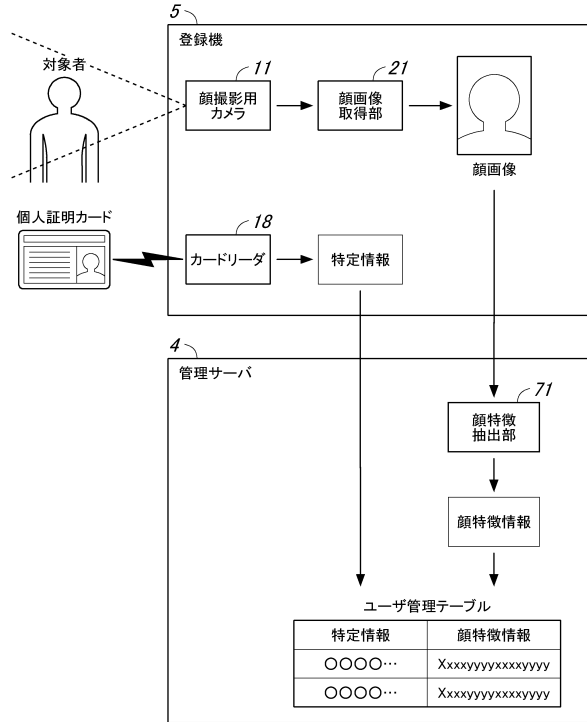 5
登録機
対象者
11
顔撮影用
カメラ
21
顔画像
取得部
顔画像
個人証明カード
18
カードリーダ
特定情報
4
管理サーバ
71
顔特徴
抽出部
顔特徴情報
ユーザ管理テーブル
特定情報 顔特徴情報
〇〇〇〇… Xxxxyyyyxxxxyyyy
〇〇〇〇… Xxxxyyyyxxxxyyyy